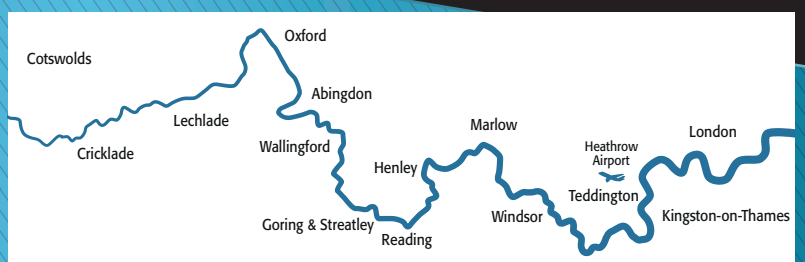 Cotswolds
Cricklade
Lechlade
Oxford
Abingdon
Wallingford
Goring & Streatley
Reading
Henley
Marlow
Windsor
Heathrow
Airport
Teddington
Kingston-on-Thames
London